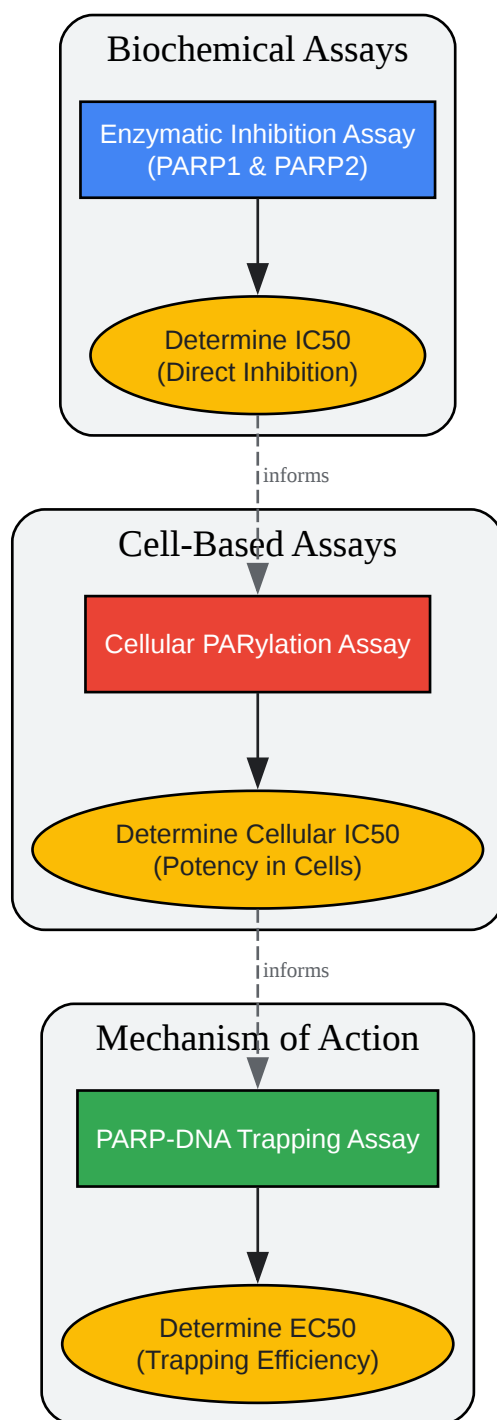 Biochemical Assays
Enzymatic Inhibition Assay
(PARP1 & PARP2)
Determine IC50
(Direct Inhibition)
informs
Cell-Based Assays
Cellular PARylation Assay
Determine Cellular IC50
(Potency in Cells)
informs
Mechanism of Action
PARP-DNA Trapping Assay
Determine EC50
(Trapping Efficiency)